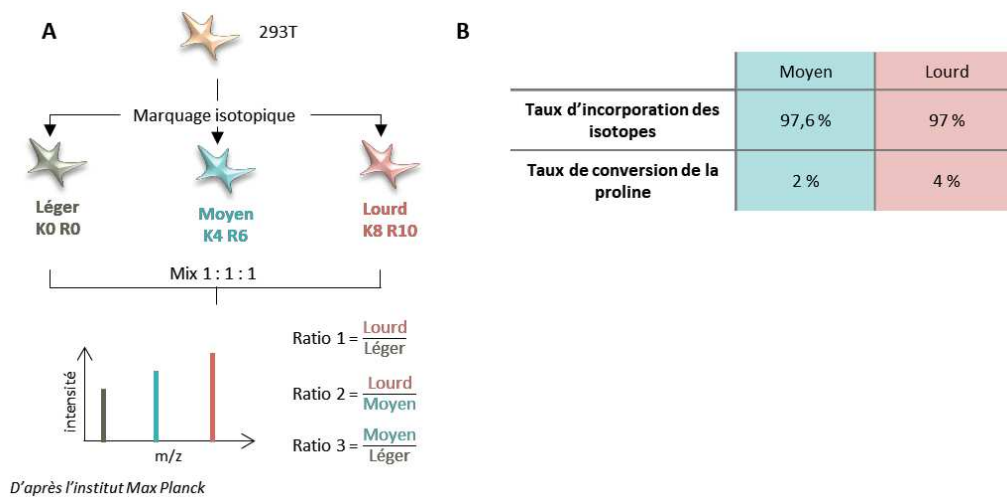 A
293T
Marquage isotopique
Léger
K0 R0
Moyen
K4 R6
Lourd
K8 R10
Mix 1 : 1 : 1
intensité
m/z
Ratio 1 = Lourd
Léger
Ratio 2 = Lourd
Moyen
Ratio 3 = Moyen
Léger
D'après l'institut Max Planck
B
Moyen Lourd
Taux d'incorporation des
isotopes
97,6 % 97 %
Taux de conversion de la
proline
2 % 4 %